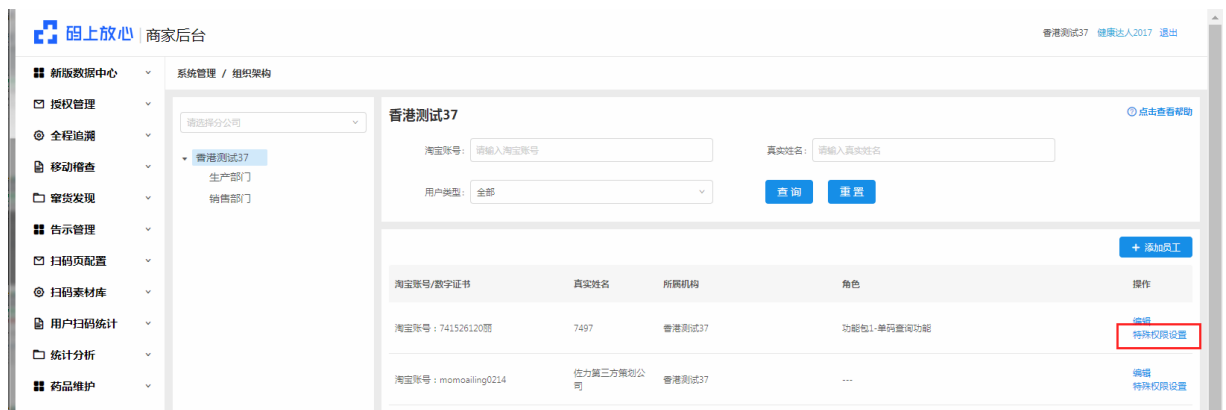 码上放心 | 商家后台
香港测试37 健康达人2017 退出
新版数据中心
授权管理
全程追溯
移动稽查
窜货发现
告示管理
扫码页配置
扫码素材库
用户扫码统计
统计分析
药品维护
系统管理 / 组织架构
请选择分公司
香港测试37
生产部门
销售部门
香港测试37
点击查看帮助
淘宝账号: 请输入淘宝账号
真实姓名: 请输入真实姓名
用户类型: 全部
查 询 重 置
+ 添加员工
淘宝账号/数字证书 真实姓名 所属机构 角色 操作
淘宝账号：741526120丽 7497 香港测试37 功能包1-单码查询功能 编辑
特殊权限设置
淘宝账号：momoailing0214 佐力第三方策划公司 香港测试37 --- 编辑
特殊权限设置